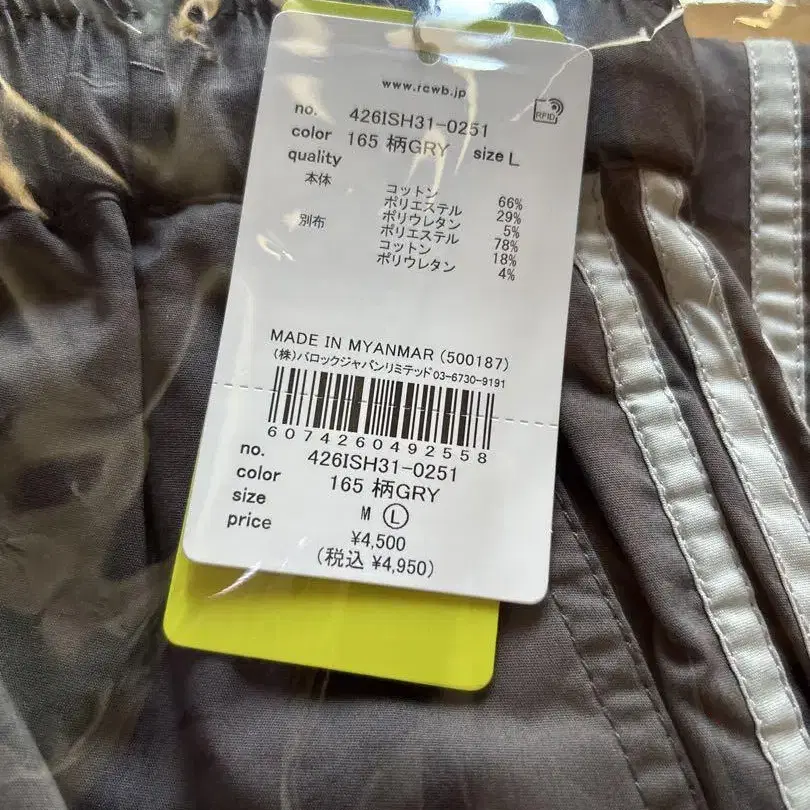 www.rcwb.jp
RFID
no. 426ISH31-0251
color 165 柄GRY size L
quality
本体 コットン 66%
ポリエステル 29%
ポリウレタン 5%
別布 ポリエステル 78%
コットン 18%
ポリウレタン 4%
MADE IN MYANMAR (500187)
(株)バロックジャパンリミテッド03-6730-9191
6074260492558
no. 426ISH31-0251
color 165 柄GRY
size M L
price ¥4,500
(税込 ¥4,950)